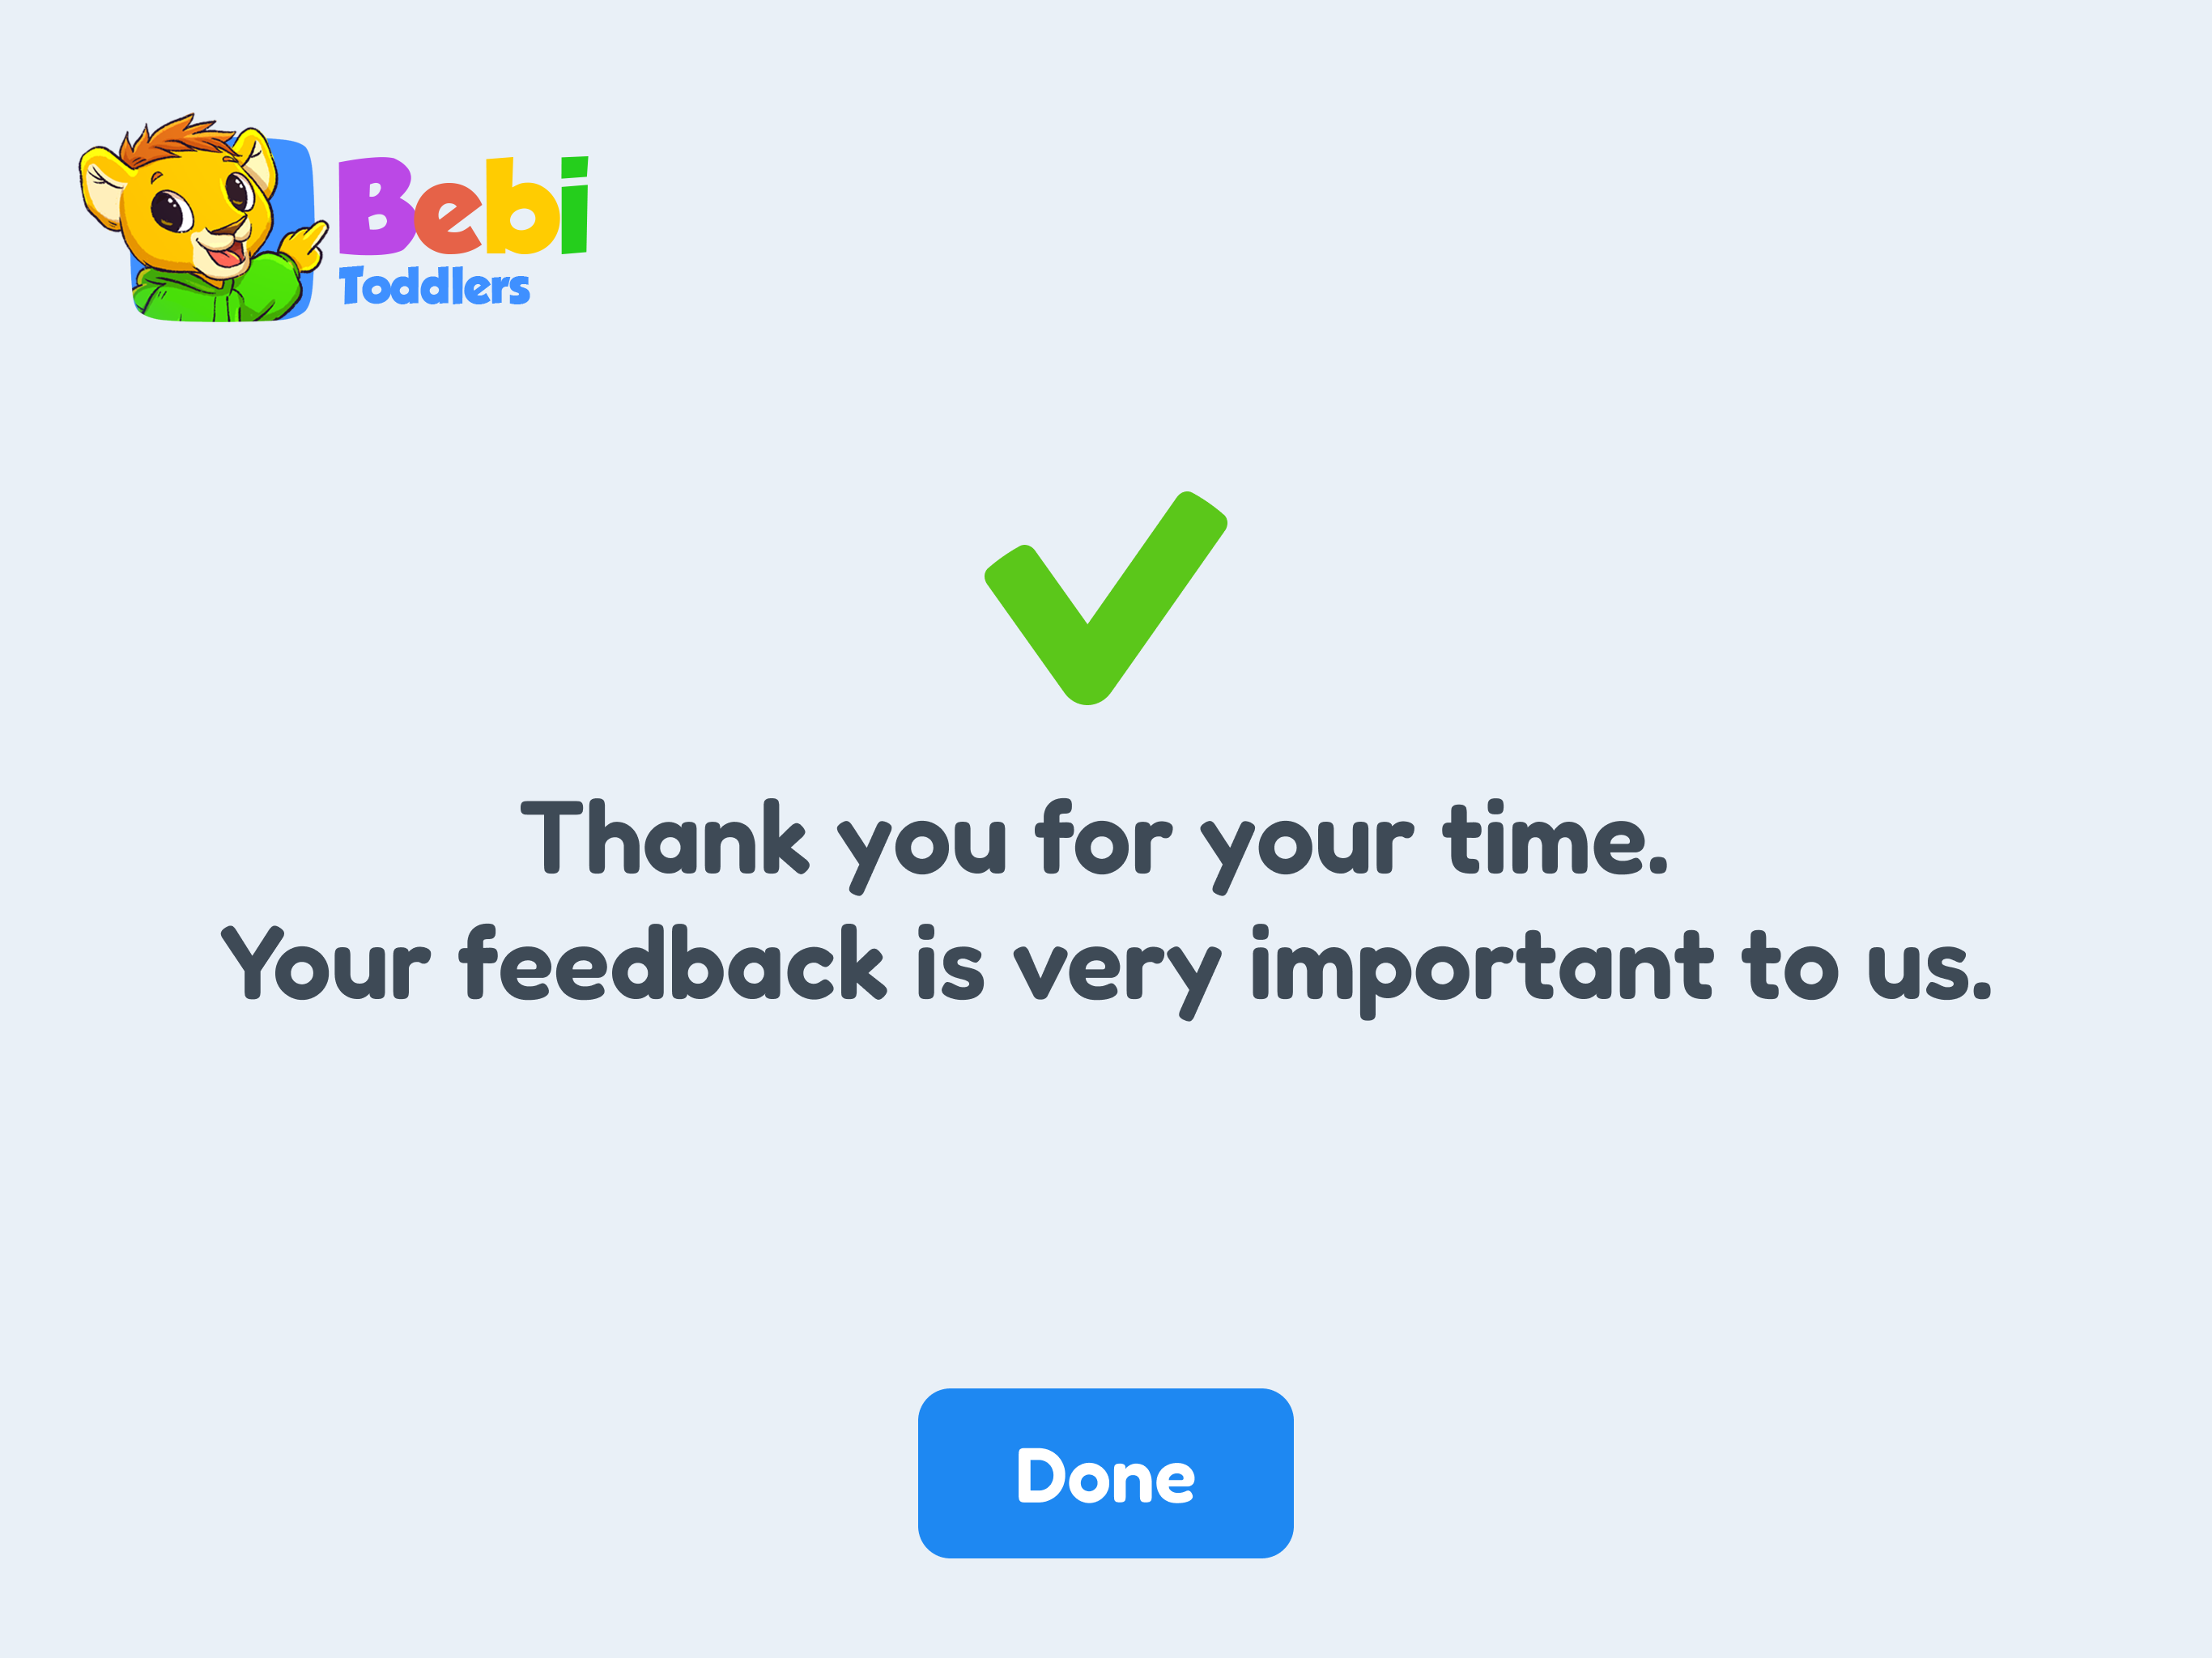 Bebi
Toddlers
Thank you for your time.
Your feedback is very important to us.
Done